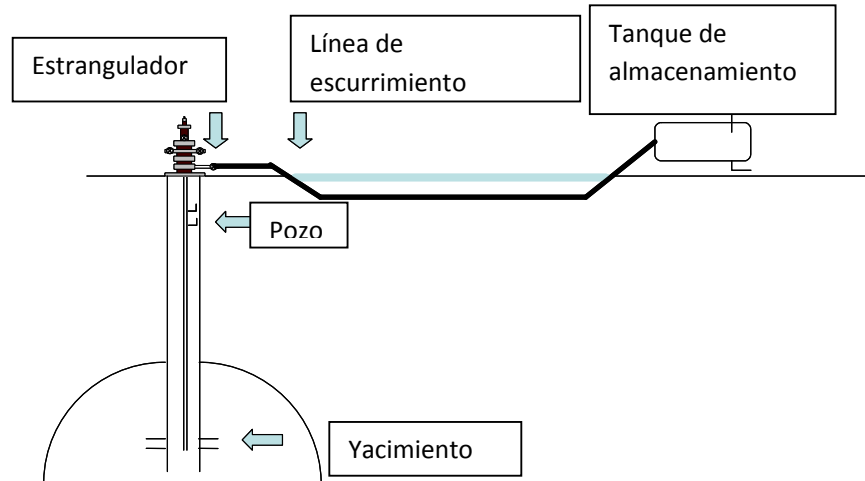 Estrangulador
Línea de
escurrimiento
Tanque de
almacenamiento
Pozo
Yacimiento